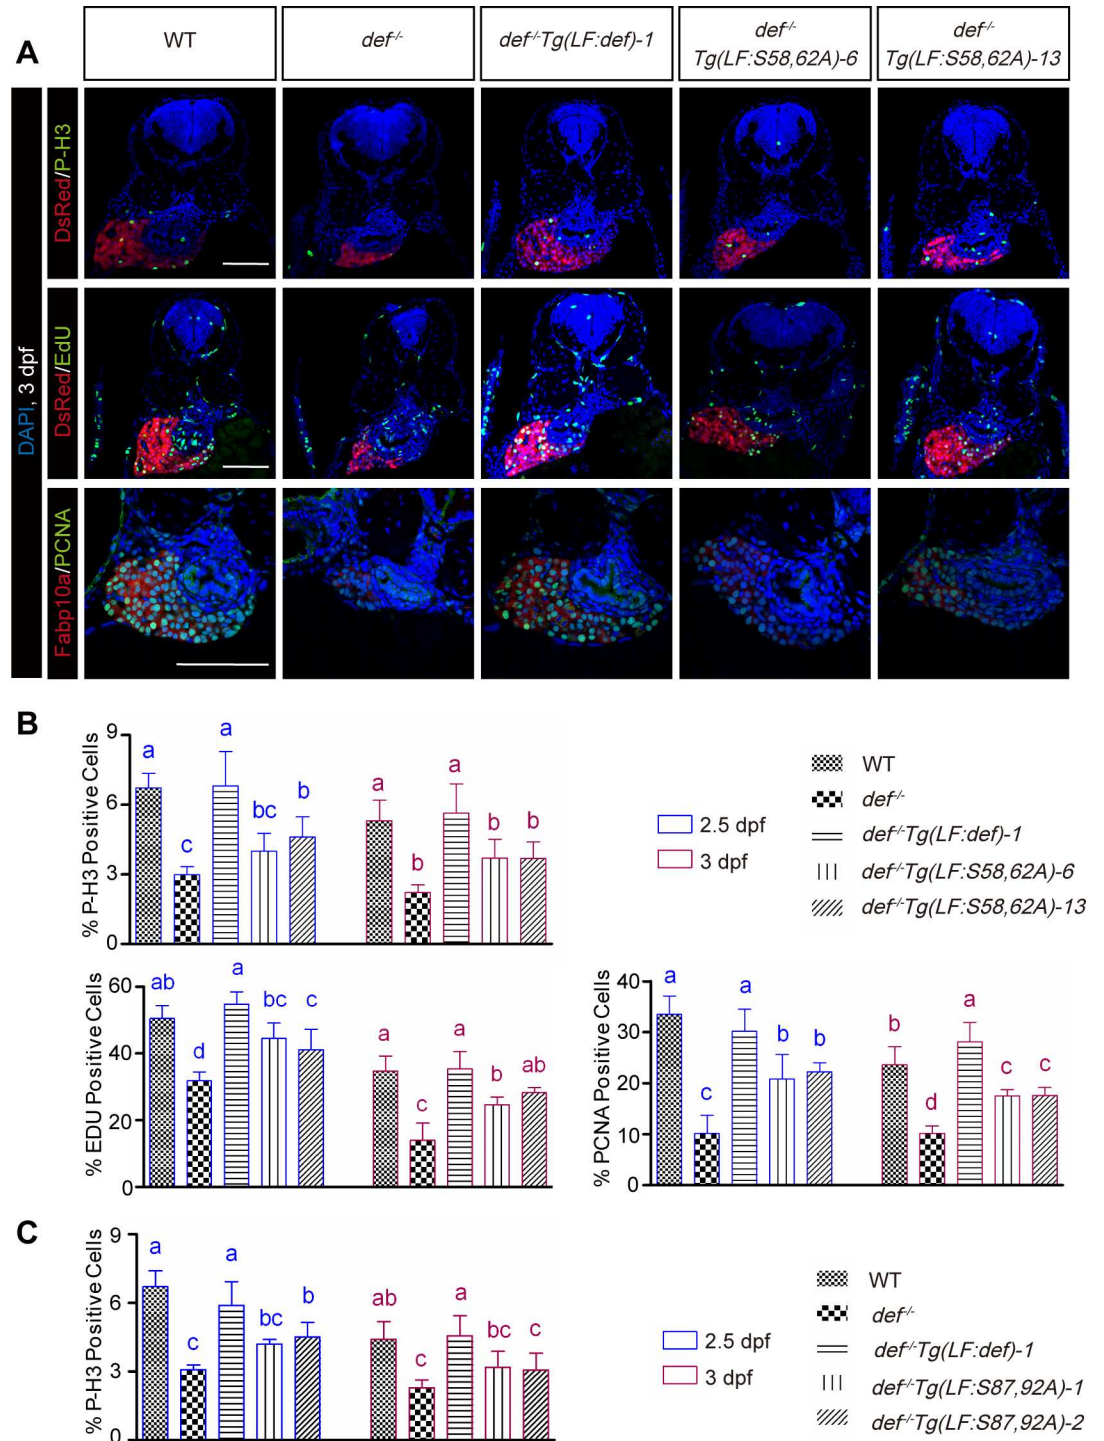 A
WT
def-/-
def-/-Tg(LF:def)-1
def-/-
Tg(LF:S58,62A)-6
def-/-
Tg(LF:S58,62A)-13
DAPI, 3 dpf
DsRed/P-H3
DsRed/EdU
Fabp10a/PCNA
B
% P-H3 Positive Cells
9
6
3
0
a
c
a
bc
b
a
b
a
b
b
2.5 dpf
3 dpf
WT
def-/-
def-/-Tg(LF:def)-1
def-/-Tg(LF:S58,62A)-6
def-/-Tg(LF:S58,62A)-13
% EDU Positive Cells
60
40
20
0
ab
d
a
bc
c
a
c
a
b
ab
% PCNA Positive Cells
40
30
20
10
0
a
c
a
b
b
b
d
a
c
c
C
% P-H3 Positive Cells
9
6
3
0
a
c
a
bc
b
ab
c
a
bc
c
2.5 dpf
3 dpf
WT
def-/-
def-/-Tg(LF:def)-1
def-/-Tg(LF:S87,92A)-1
def-/-Tg(LF:S87,92A)-2